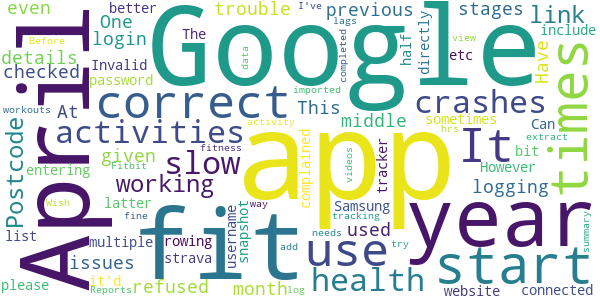 even
details
checked
One
login
better
stages
trouble
previous
link
I've
lags
Before
Invalid
password
The
etc
directly
half
completed
view
include
data
Google
April
At
correct
imported
Have
crashes
times
workouts
This
sometimes
Can
Postcode
activities
middle
It
hrs
extract
given
activity
However
bit
Fitbit
slow
fitness
complained
app
videos
tracker
entering
working
Samsung
logging
Wish
latter
fit
way
tracking
year
list
fine
username
snapshot
used
try
summary
multiple
rowing
use
needs
add
issues
strava
start
it'd
health
website
connected
please
Reports
refused
month
log